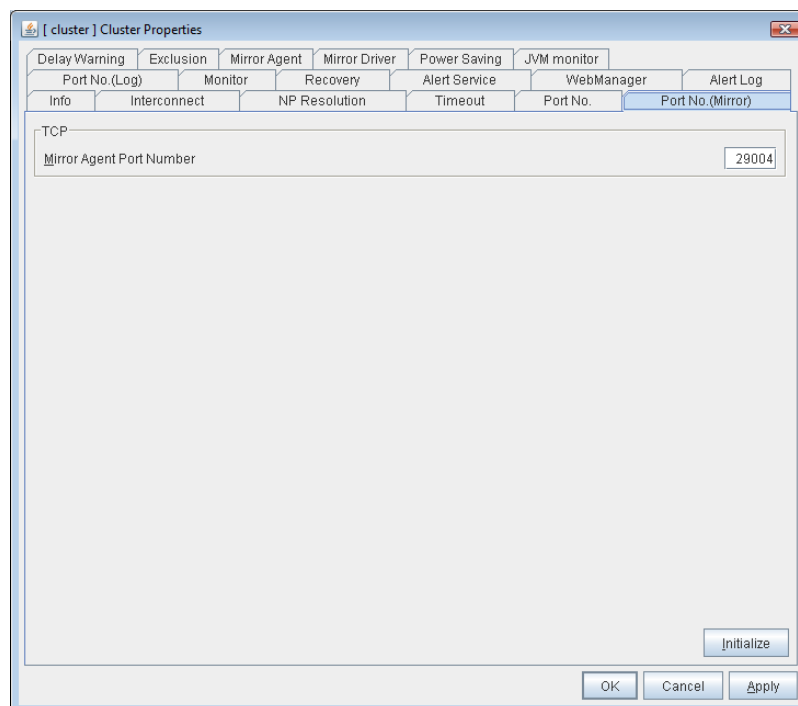 [ cluster ] Cluster Properties
Delay Warning Exclusion Mirror Agent Mirror Driver Power Saving JVM monitor
Port No.(Log) Monitor Recovery Alert Service WebManager Alert Log
Info Interconnect NP Resolution Timeout Port No. Port No.(Mirror)
TCP
Mirror Agent Port Number 29004
Initialize
OK Cancel Apply